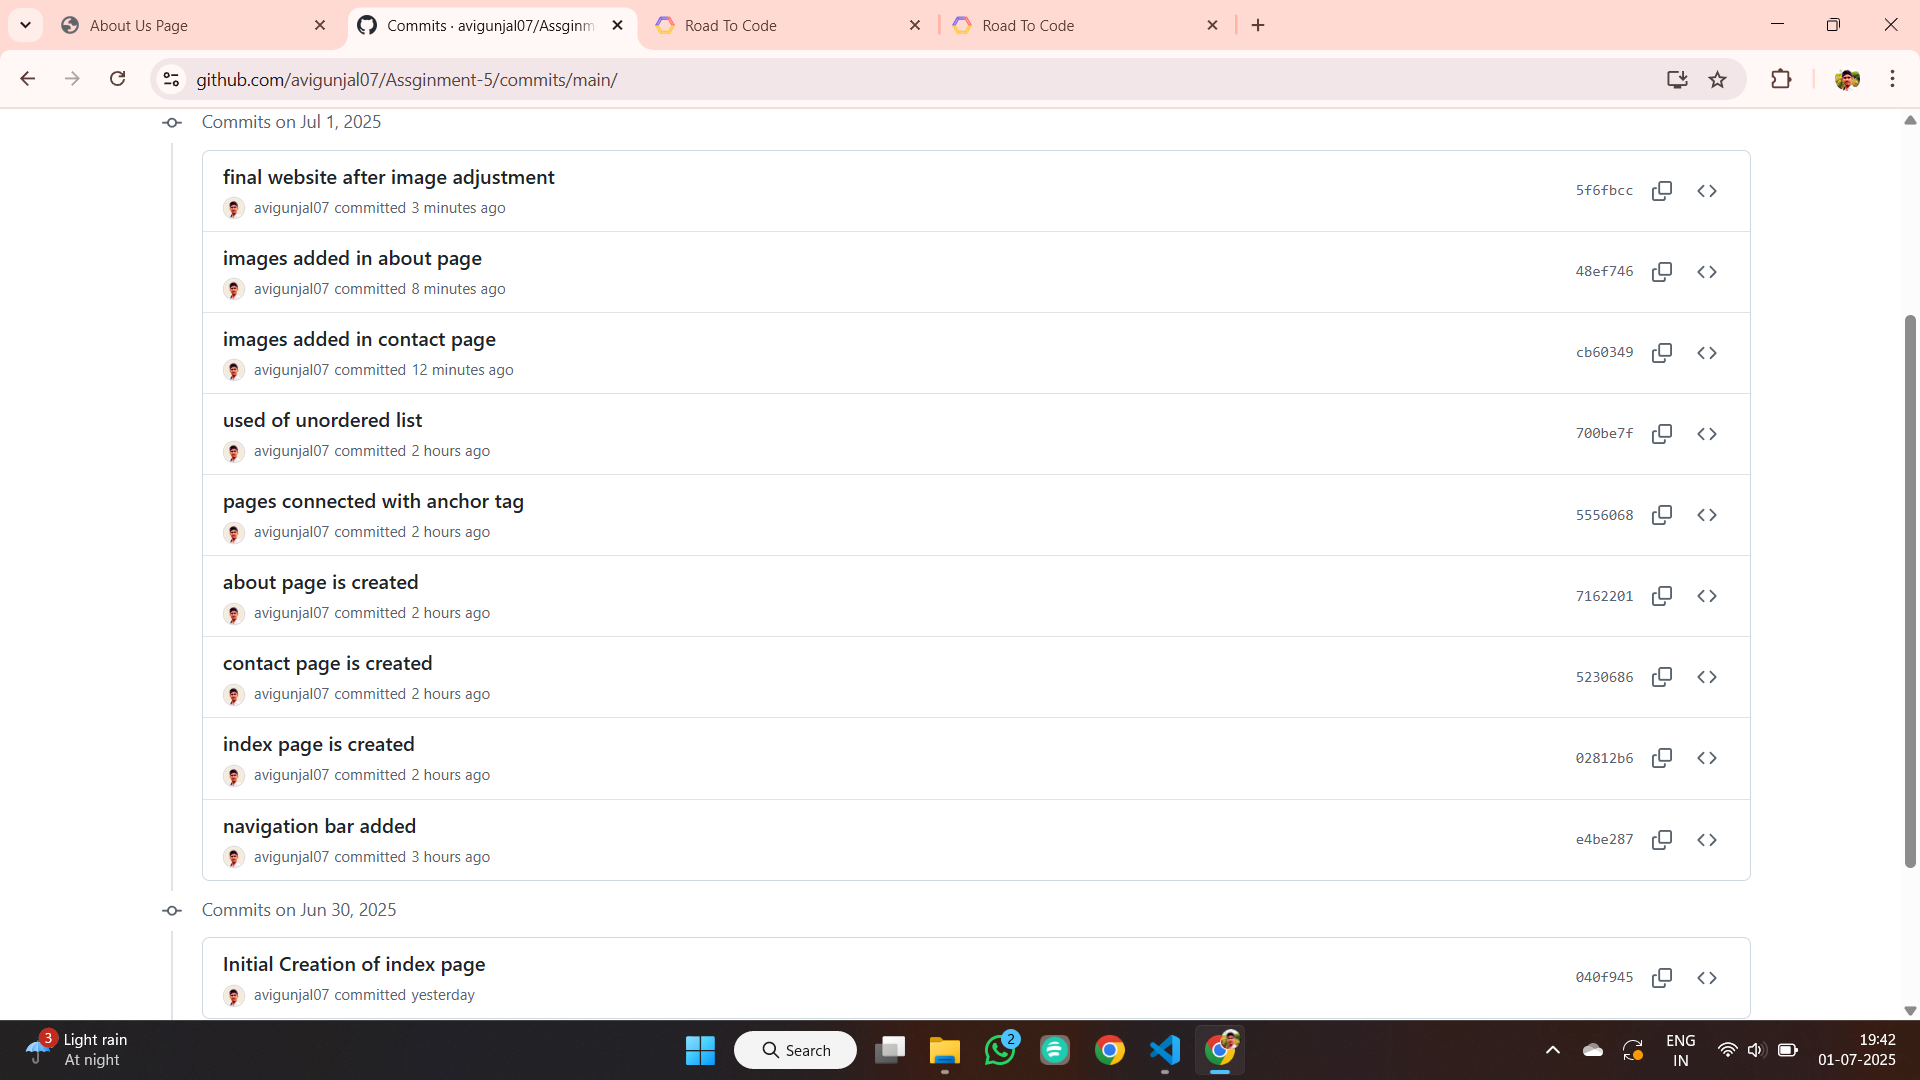 About Us Page
Commits · avigunjal07/Assginm
Road To Code
Road To Code
github.com/avigunjal07/Assginment-5/commits/main/
Commits on Jul 1, 2025
final website after image adjustment
5f6fbcc
avigunjal07 committed 3 minutes ago
images added in about page
48ef746
avigunjal07 committed 8 minutes ago
images added in contact page
cb60349
avigunjal07 committed 12 minutes ago
used of unordered list
700be7f
avigunjal07 committed 2 hours ago
pages connected with anchor tag
5556068
avigunjal07 committed 2 hours ago
about page is created
7162201
avigunjal07 committed 2 hours ago
contact page is created
5230686
avigunjal07 committed 2 hours ago
index page is created
02812b6
avigunjal07 committed 2 hours ago
navigation bar added
e4be287
avigunjal07 committed 3 hours ago
Commits on Jun 30, 2025
Initial Creation of index page
040f945
avigunjal07 committed yesterday
3
Light rain
At night
Search
2
ENG
IN
19:42
01-07-2025